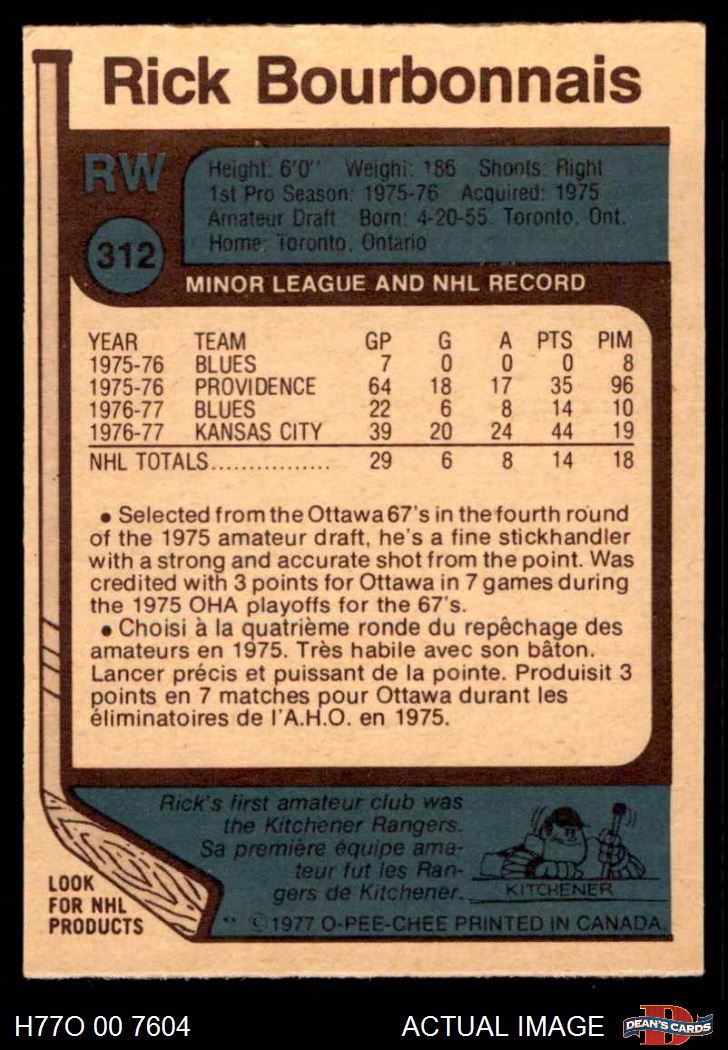 Rick Bourbonnais
RW
Height: 6'0" Weight: 186 Shoots: Right
1st Pro Season: 1975-76 Acquired: 1975
Amateur Draft Born: 4-20-55 Toronto, Ont.
Home: Toronto, Ontario
312
MINOR LEAGUE AND NHL RECORD
YEAR TEAM GP G A PTS PIM
1975-76 BLUES 7 0 0 0 8
1975-76 PROVIDENCE 64 18 17 35 96
1976-77 BLUES 22 6 8 14 10
1976-77 KANSAS CITY 39 20 24 44 19
NHL TOTALS................ 29 6 8 14 18
• Selected from the Ottawa 67's in the fourth round
of the 1975 amateur draft, he's a fine stickhandler
with a strong and accurate shot from the point. Was
credited with 3 points for Ottawa in 7 games during
the 1975 OHA playoffs for the 67's.
• Choisi à la quatrième ronde du repêchage des
amateurs en 1975. Très habile avec son bâton.
Lancer précis et puissant de la pointe. Produisit 3
points en 7 matches pour Ottawa durant les
éliminatoires de l'A.H.O. en 1975.
Rick's first amateur club was
the Kitchener Rangers.
Sa première équipe ama-
teur fut les Ran-
gers de Kitchener.
KITCHENER
LOOK
FOR NHL
PRODUCTS
** © 1977 O-PEE-CHEE PRINTED IN CANADA.
H77O 00 7604
ACTUAL IMAGE
D
DEAN'S CARDS